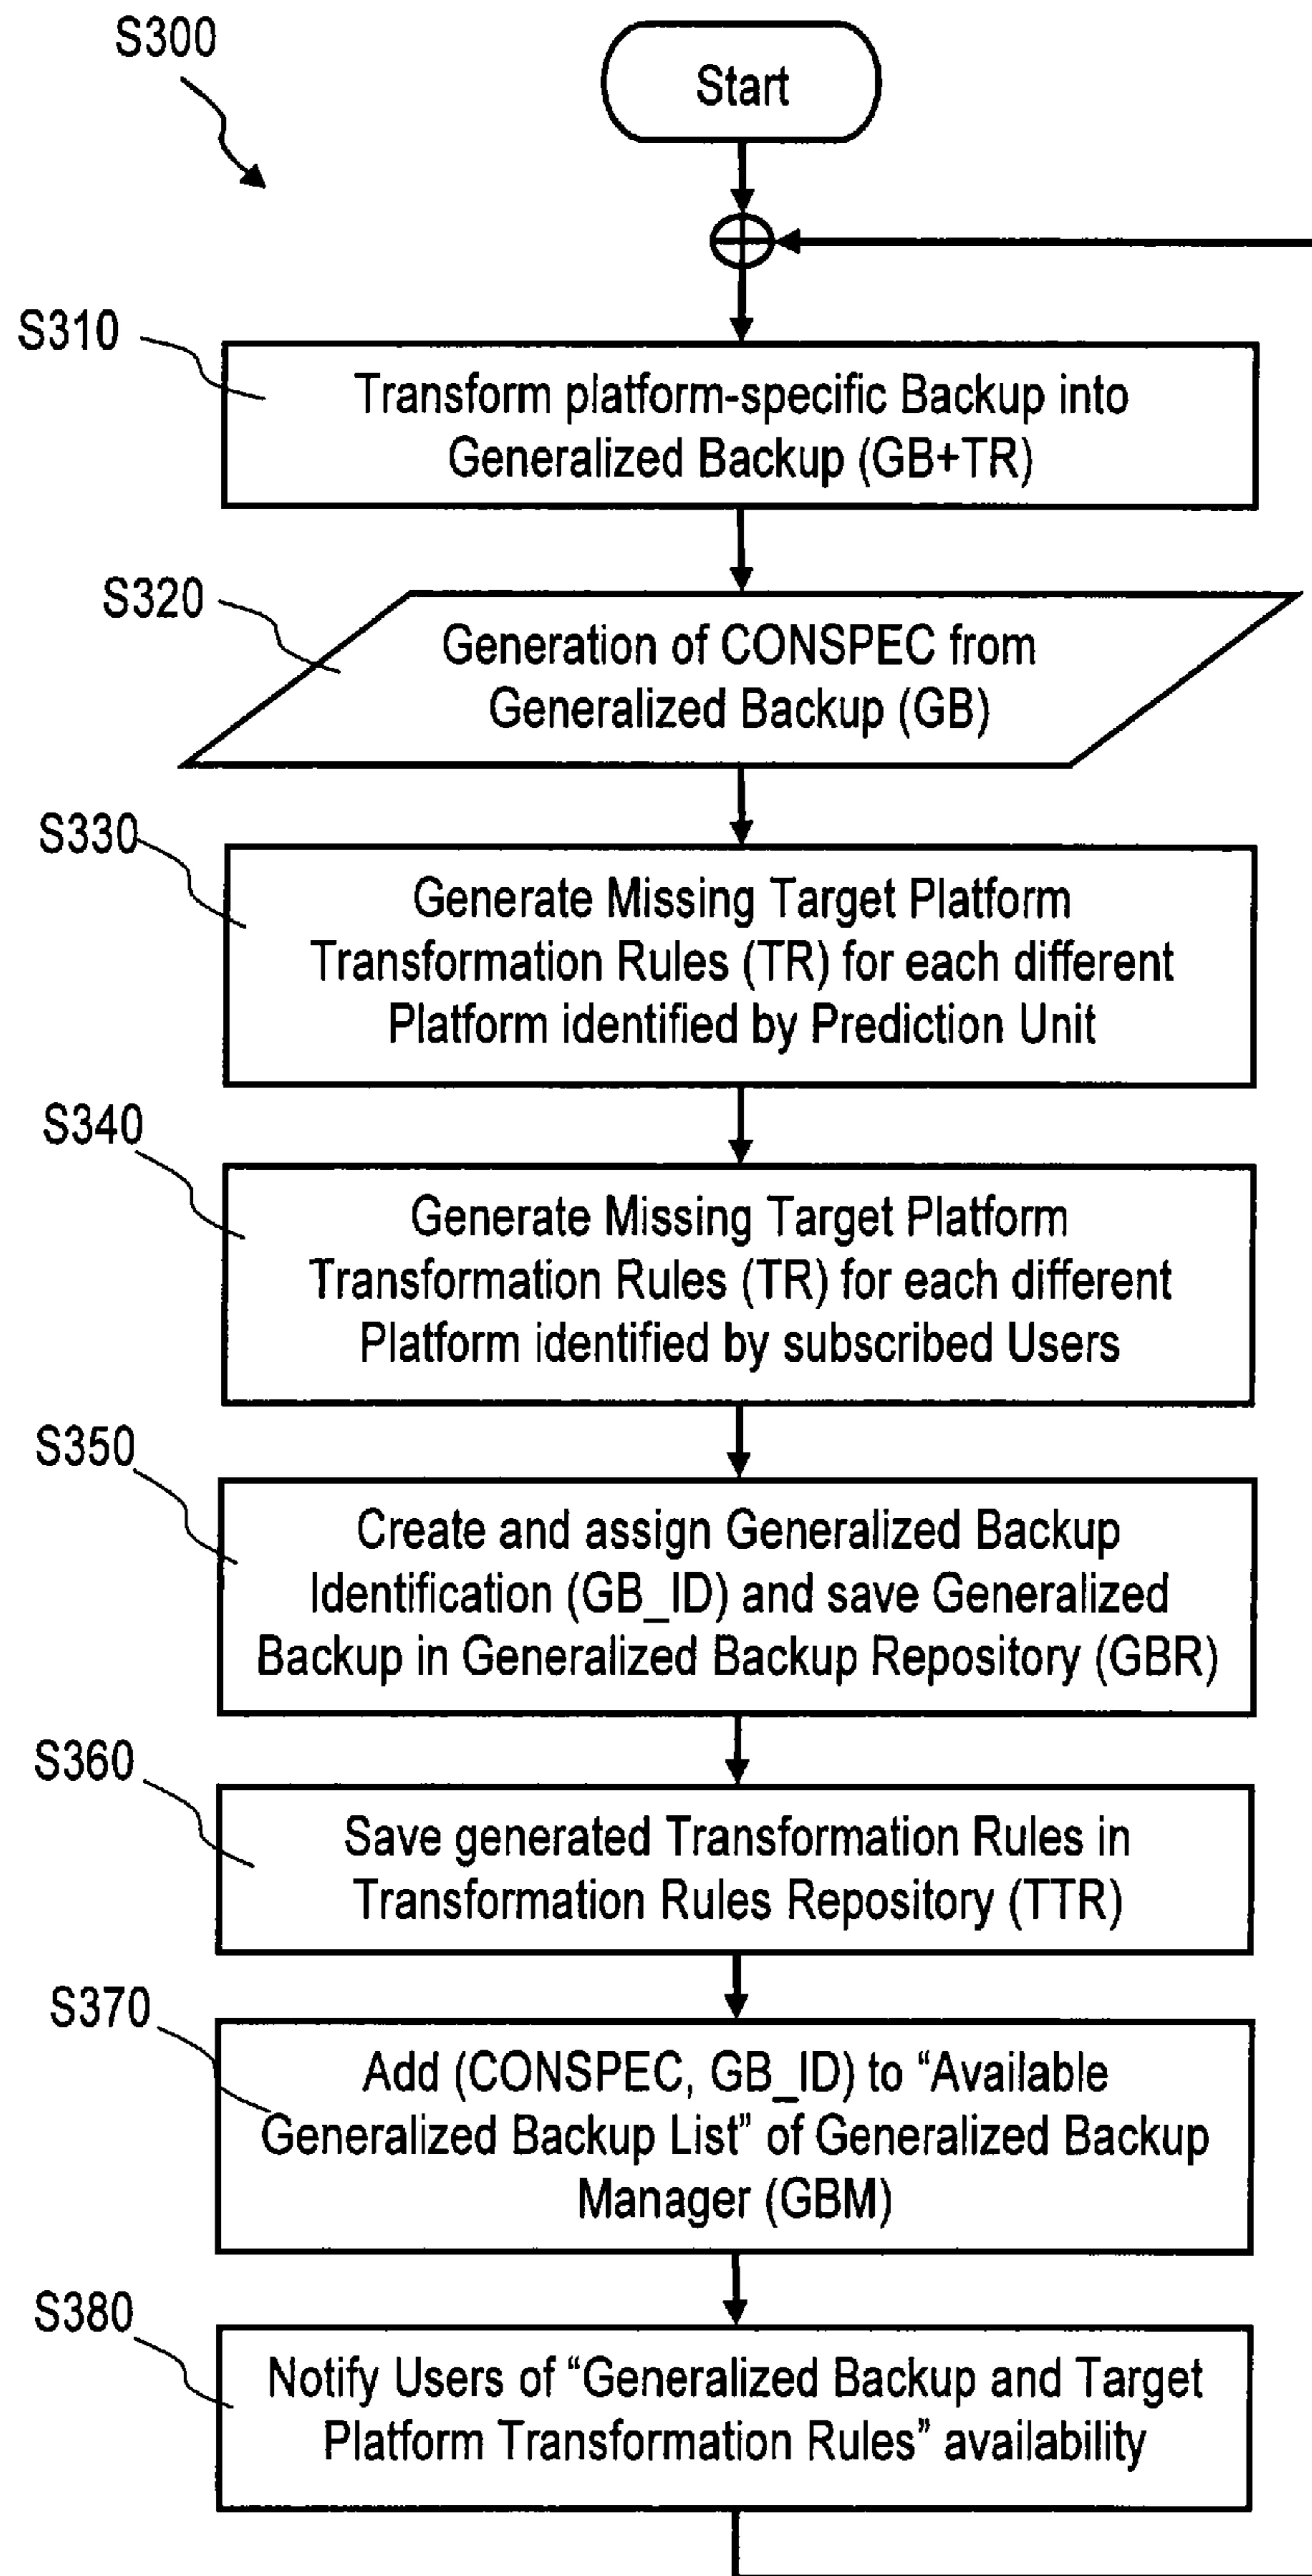 S300
Start
S310
Transform platform-specific Backup into
Generalized Backup (GB+TR)
S320
Generation of CONSPEC from
Generalized Backup (GB)
S330
Generate Missing Target Platform
Transformation Rules (TR) for each different
Platform identified by Prediction Unit
S340
Generate Missing Target Platform
Transformation Rules (TR) for each different
Platform identified by subscribed Users
S350
Create and assign Generalized Backup
Identification (GB_ID) and save Generalized
Backup in Generalized Backup Repository (GBR)
S360
Save generated Transformation Rules in
Transformation Rules Repository (TTR)
S370
Add (CONSPEC, GB_ID) to “Available
Generalized Backup List” of Generalized Backup
Manager (GBM)
S380
Notify Users of “Generalized Backup and Target
Platform Transformation Rules” availability